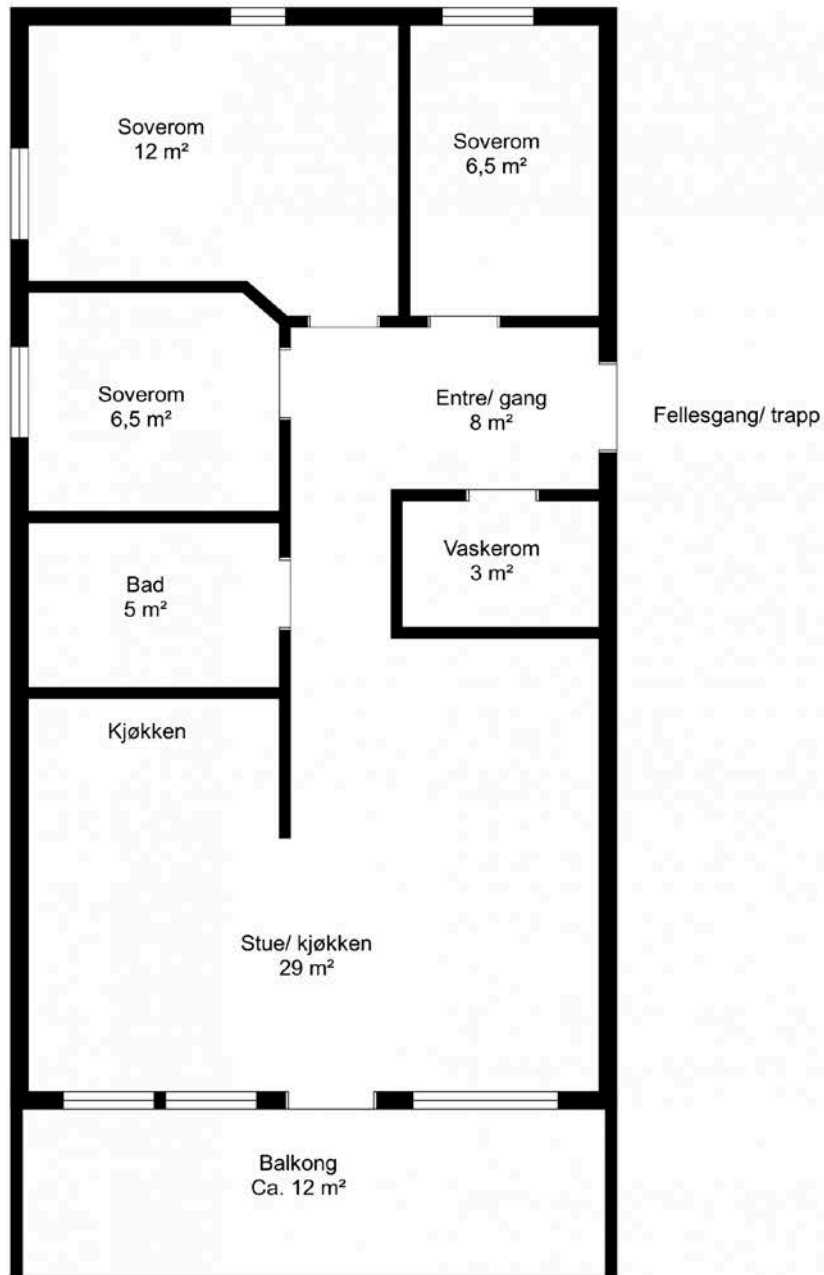 Soverom
12 m²
Soverom
6,5 m²
Soverom
6,5 m²
Entre/ gang
8 m²
Fellesgang/ trapp
Vaskerom
3 m²
Bad
5 m²
Kjøkken
Stue/ kjøkken
29 m²
Balkong
Ca. 12 m²